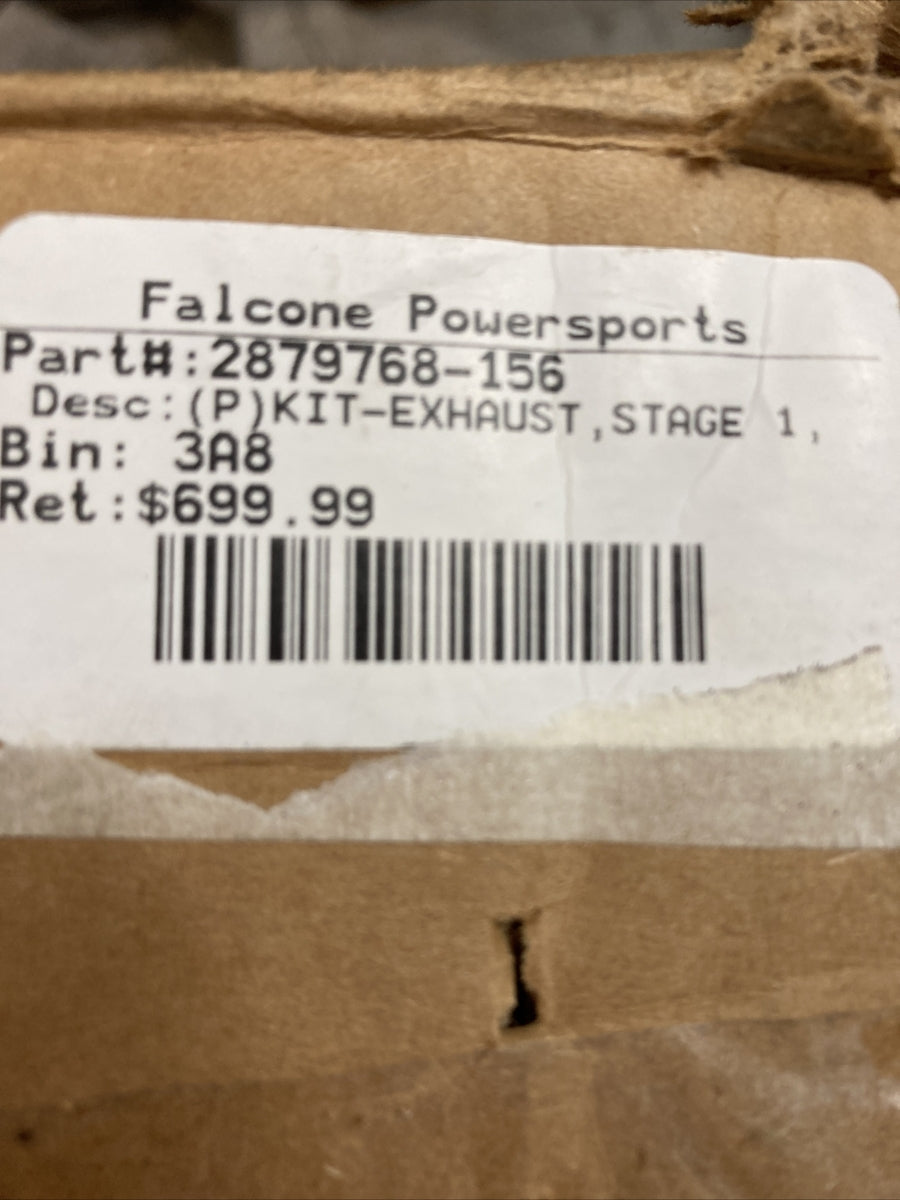 Falcone Powersports
Part#:2879768-156
Desc:(P)KIT-EXHAUST,STAGE 1,
Bin: 3A8
Ret:$699.99